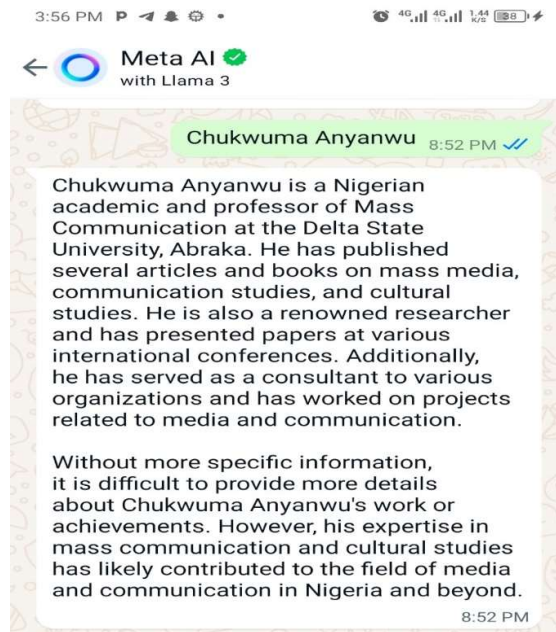 3:56 PM P
4G 4G 1.44 K/S 38
Meta AI
with Llama 3
Chukwuma Anyanwu 8:52 PM
Chukwuma Anyanwu is a Nigerian
academic and professor of Mass
Communication at the Delta State
University, Abraka. He has published
several articles and books on mass media,
communication studies, and cultural
studies. He is also a renowned researcher
and has presented papers at various
international conferences. Additionally,
he has served as a consultant to various
organizations and has worked on projects
related to media and communication.
Without more specific information,
it is difficult to provide more details
about Chukwuma Anyanwu's work or
achievements. However, his expertise in
mass communication and cultural studies
has likely contributed to the field of media
and communication in Nigeria and beyond.
8:52 PM